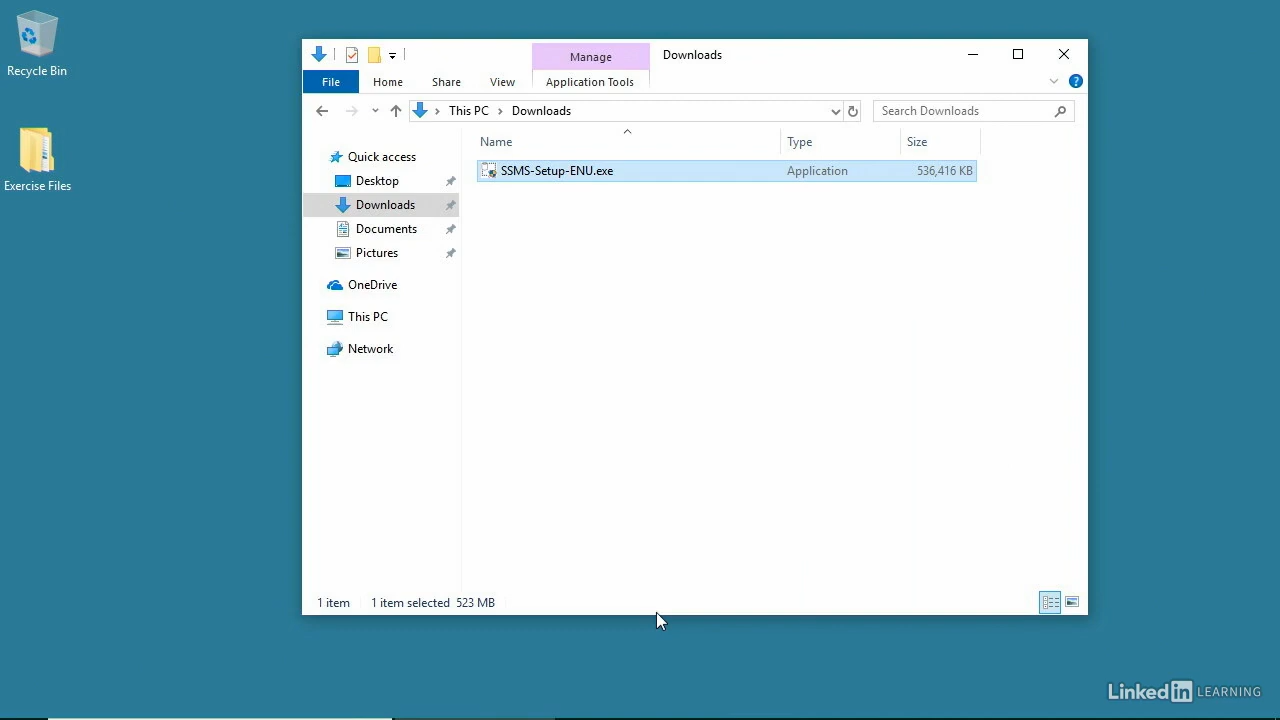 Recycle Bin
Exercise Files
Manage
Downloads
File
Home
Share
View
Application Tools
This PC
Downloads
Search Downloads
Name
Type
Size
SSMS-Setup-ENU.exe
Application
536,416 KB
Quick access
Desktop
Downloads
Documents
Pictures
OneDrive
This PC
Network
1 item
1 item selected 523 MB
LinkedIn LEARNING